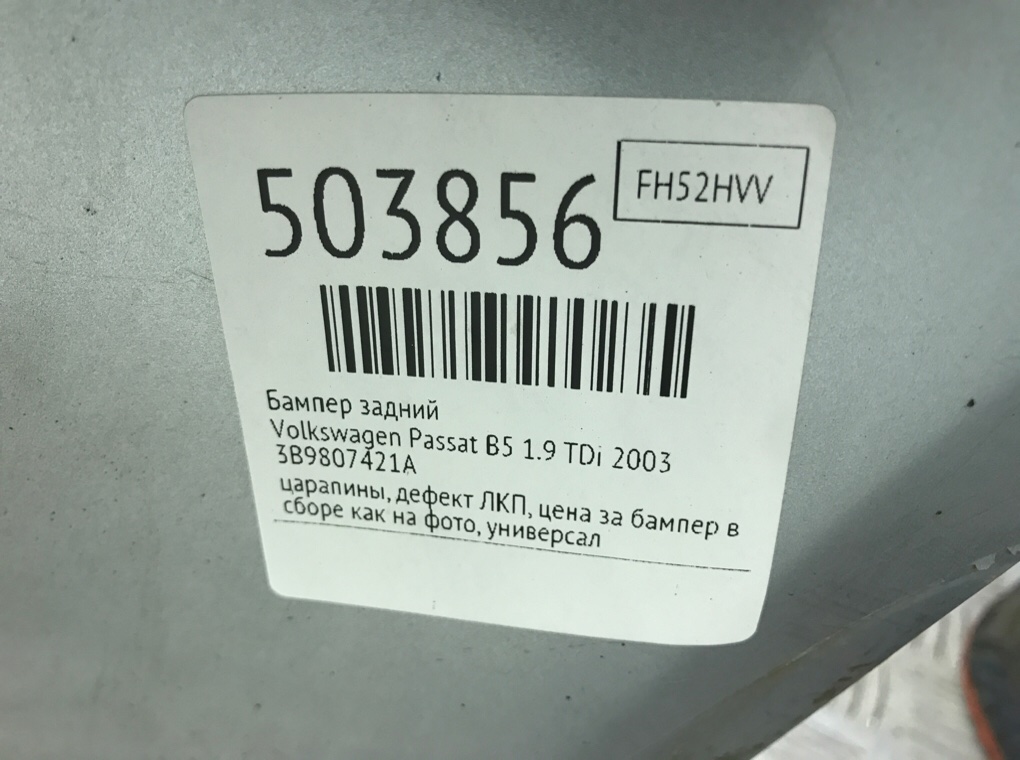 503856
FH52HVV
Бампер задний
Volkswagen Passat B5 1.9 TDi 2003
3B9807421A
царапины, дефект ЛКП, цена за бампер в
сборе как на фото, универсал